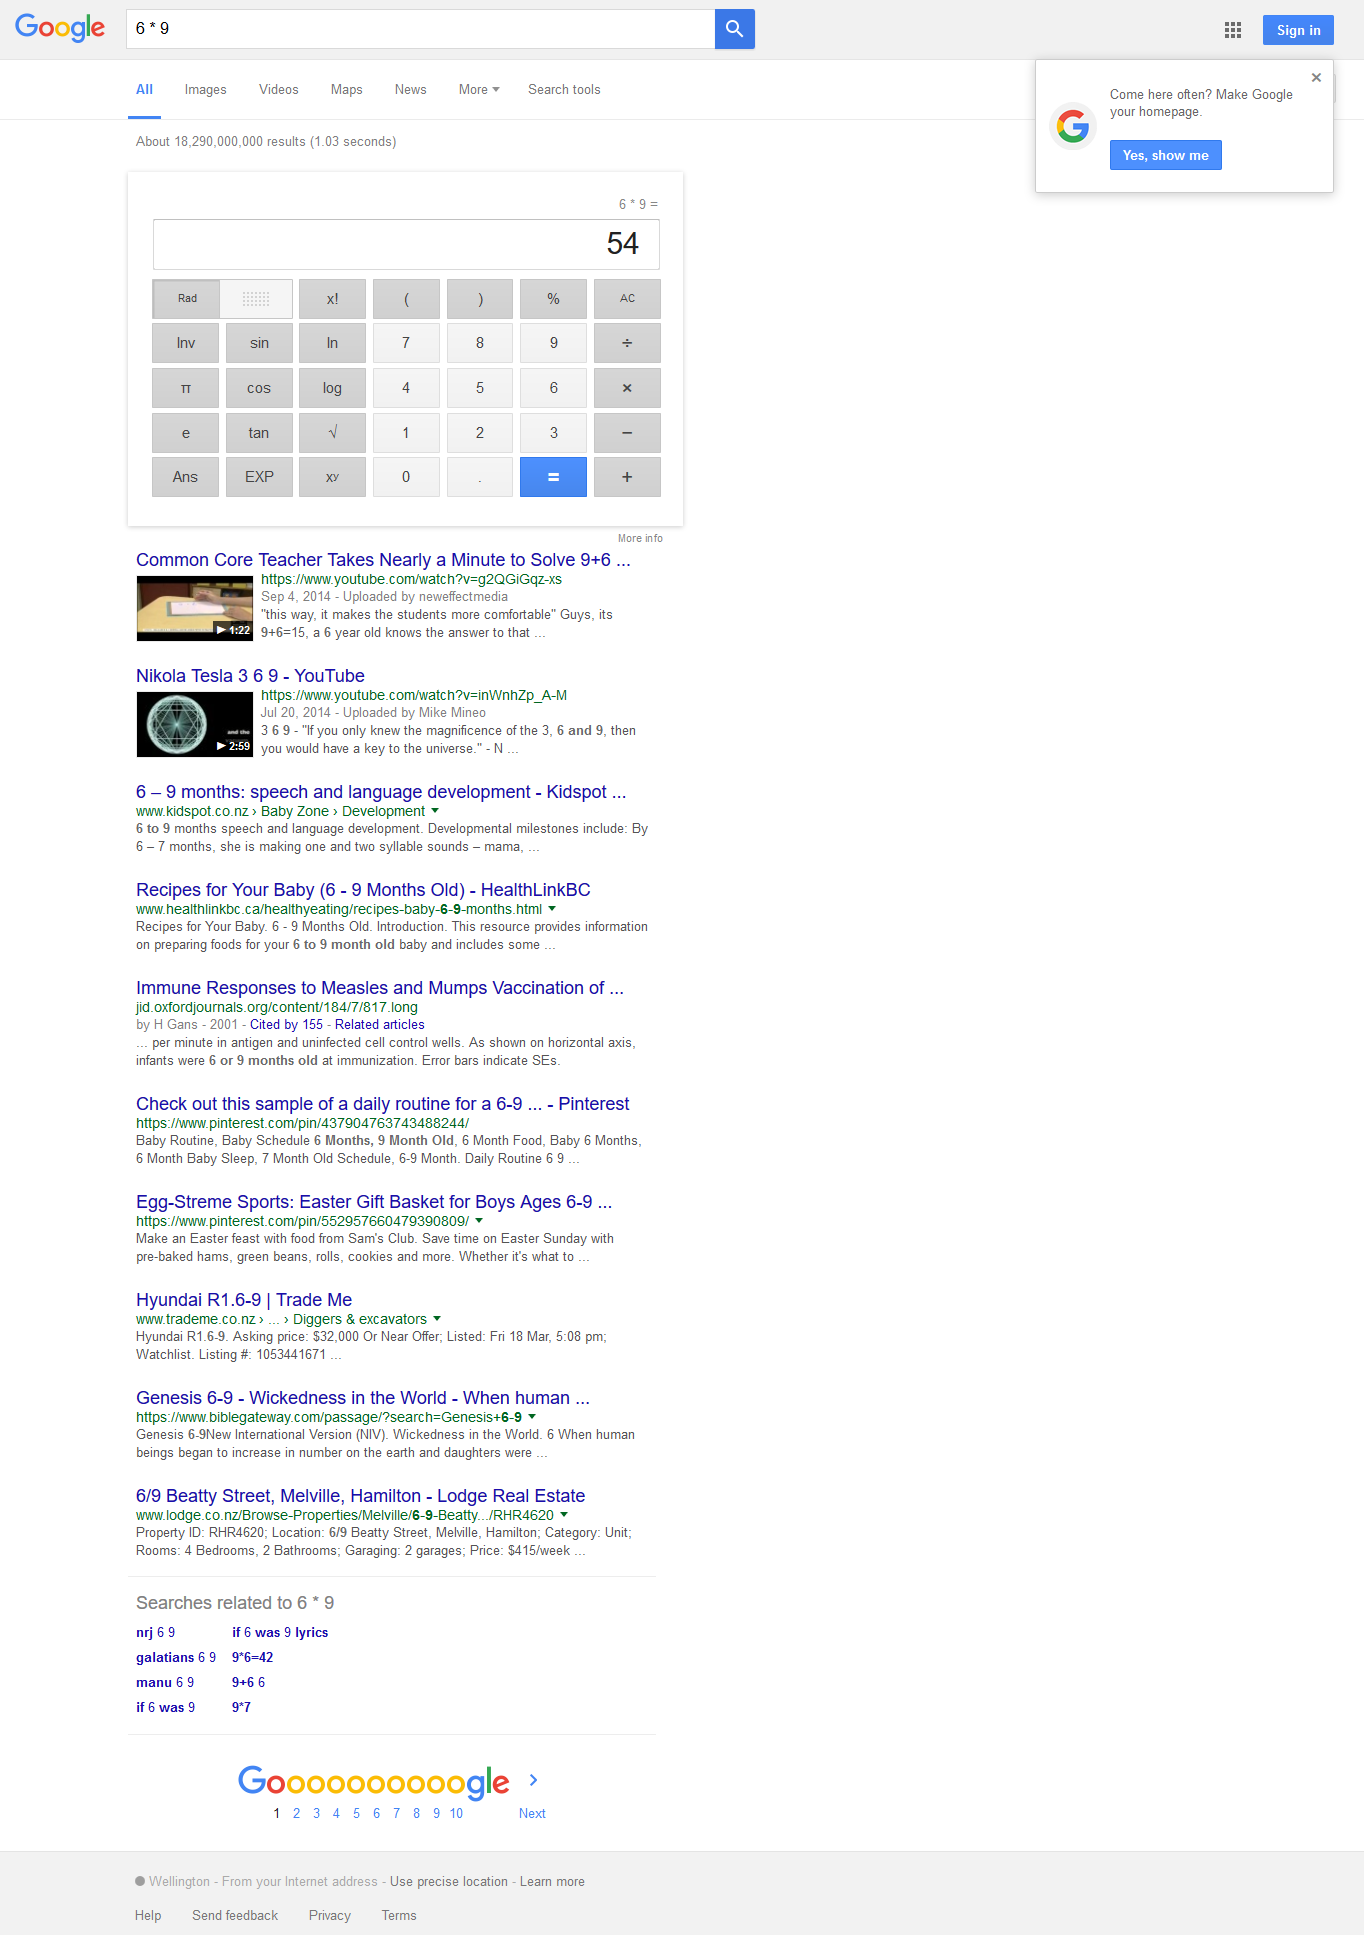 Google
6 * 9
Sign in
All Images Videos Maps News More Search tools
Come here often? Make Google
your homepage.
Yes, show me
About 18,290,000,000 results (1.03 seconds)
6 * 9 =
54
Rad x! ( ) % AC
Inv sin ln 7 8 9 ÷
π cos log 4 5 6 ×
e tan √ 1 2 3 −
Ans EXP xy 0 . = +
More info
Common Core Teacher Takes Nearly a Minute to Solve 9+6 ...
https://www.youtube.com/watch?v=g2QGiGqz-xs
Sep 4, 2014 - Uploaded by neweffectmedia
"this way, it makes the students more comfortable" Guys, its
9+6=15, a 6 year old knows the answer to that ...
1:22
Nikola Tesla 3 6 9 - YouTube
https://www.youtube.com/watch?v=inWnhZp_A-M
Jul 20, 2014 - Uploaded by Mike Mineo
3 6 9 - "If you only knew the magnificence of the 3, 6 and 9, then
you would have a key to the universe." - N ...
and the
2:59
6 – 9 months: speech and language development - Kidspot ...
www.kidspot.co.nz › Baby Zone › Development
6 to 9 months speech and language development. Developmental milestones include: By
6 – 7 months, she is making one and two syllable sounds – mama, ...
Recipes for Your Baby (6 - 9 Months Old) - HealthLinkBC
www.healthlinkbc.ca/healthyeating/recipes-baby-6-9-months.html
Recipes for Your Baby. 6 - 9 Months Old. Introduction. This resource provides information
on preparing foods for your 6 to 9 month old baby and includes some ...
Immune Responses to Measles and Mumps Vaccination of ...
jid.oxfordjournals.org/content/184/7/817.long
by H Gans - 2001 - Cited by 155 - Related articles
... per minute in antigen and uninfected cell control wells. As shown on horizontal axis,
infants were 6 or 9 months old at immunization. Error bars indicate SEs.
Check out this sample of a daily routine for a 6-9 ... - Pinterest
https://www.pinterest.com/pin/437904763743488244/
Baby Routine, Baby Schedule 6 Months, 9 Month Old, 6 Month Food, Baby 6 Months,
6 Month Baby Sleep, 7 Month Old Schedule, 6-9 Month. Daily Routine 6 9 ...
Egg-Streme Sports: Easter Gift Basket for Boys Ages 6-9 ...
https://www.pinterest.com/pin/552957660479390809/
Make an Easter feast with food from Sam's Club. Save time on Easter Sunday with
pre-baked hams, green beans, rolls, cookies and more. Whether it's what to ...
Hyundai R1.6-9 | Trade Me
www.trademe.co.nz › ... › Diggers & excavators
Hyundai R1.6-9. Asking price: $32,000 Or Near Offer; Listed: Fri 18 Mar, 5:08 pm;
Watchlist. Listing #: 1053441671 ...
Genesis 6-9 - Wickedness in the World - When human ...
https://www.biblegateway.com/passage/?search=Genesis+6-9
Genesis 6-9New International Version (NIV). Wickedness in the World. 6 When human
beings began to increase in number on the earth and daughters were ...
6/9 Beatty Street, Melville, Hamilton - Lodge Real Estate
www.lodge.co.nz/Browse-Properties/Melville/6-9-Beatty.../RHR4620
Property ID: RHR4620; Location: 6/9 Beatty Street, Melville, Hamilton; Category: Unit;
Rooms: 4 Bedrooms, 2 Bathrooms; Garaging: 2 garages; Price: $415/week ...
Searches related to 6 * 9
nrj 6 9 if 6 was 9 lyrics
galatians 6 9 9*6=42
manu 6 9 9+6 6
if 6 was 9 9*7
Goooooooooogle
1 2 3 4 5 6 7 8 9 10 Next
Wellington - From your Internet address - Use precise location - Learn more
Help Send feedback Privacy Terms